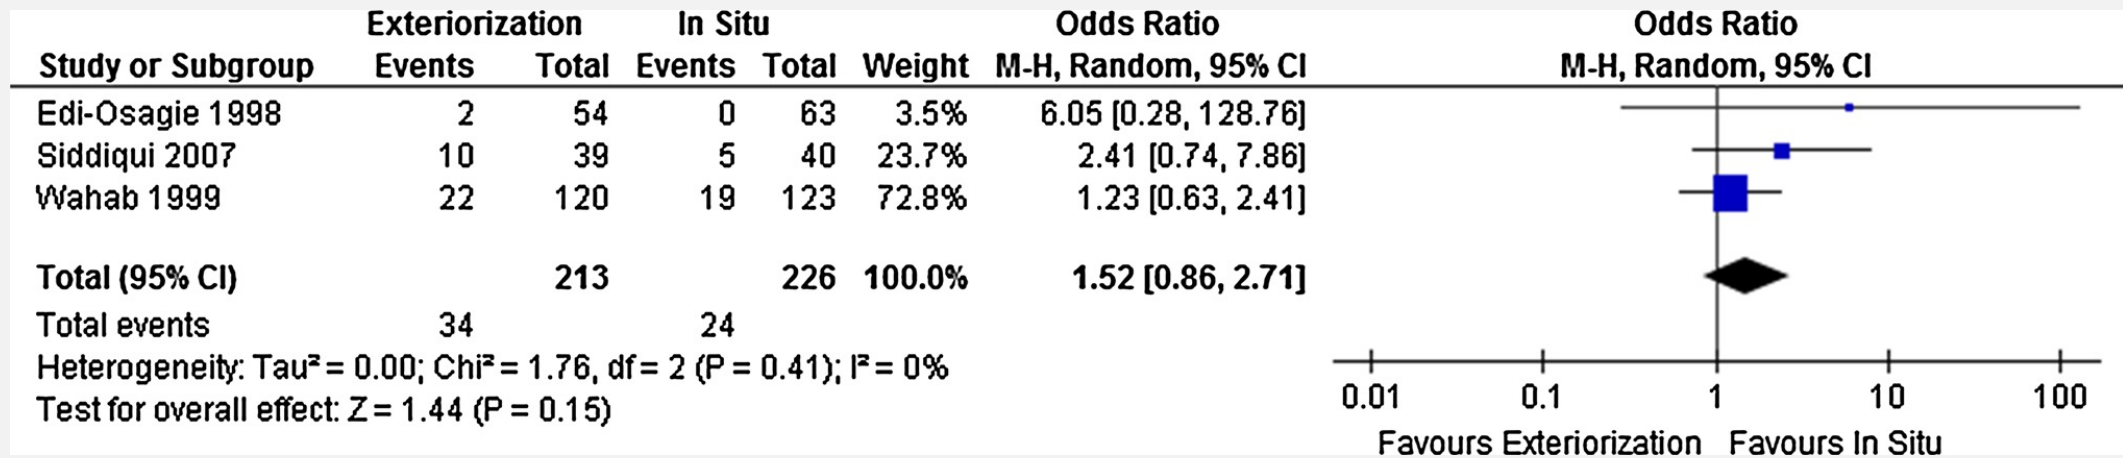 Exteriorization In Situ Odds Ratio Odds Ratio
Study or Subgroup Events Total Events Total Weight M-H, Random, 95% CI M-H, Random, 95% CI
Edi-Osagie 1998 2 54 0 63 3.5% 6.05 [0.28, 128.76]
Siddiqui 2007 10 39 5 40 23.7% 2.41 [0.74, 7.86]
Wahab 1999 22 120 19 123 72.8% 1.23 [0.63, 2.41]
Total (95% CI) 213 226 100.0% 1.52 [0.86, 2.71]
Total events 34 24
Heterogeneity: Tau² = 0.00; Chi² = 1.76, df = 2 (P = 0.41); I² = 0%
Test for overall effect: Z = 1.44 (P = 0.15)
0.01 0.1 1 10 100
Favours Exteriorization Favours In Situ